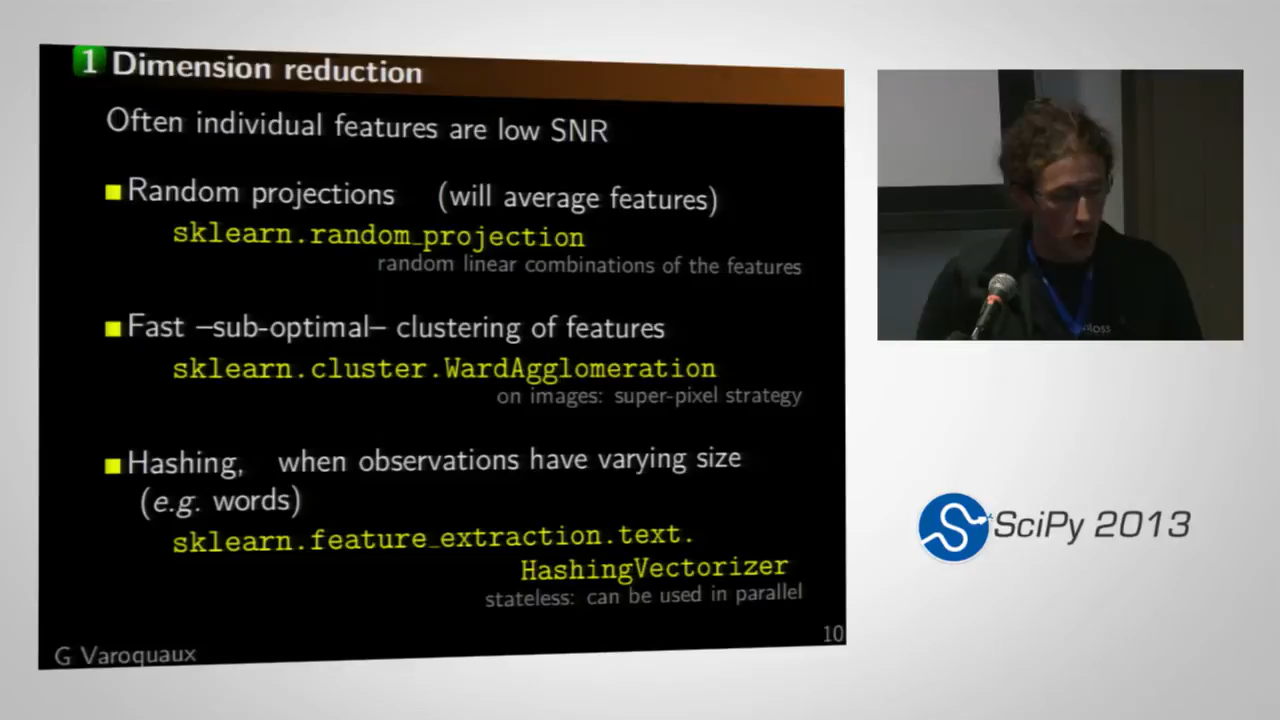 1 Dimension reduction
Often individual features are low SNR
Random projections (will average features)
sklearn.random_projection
random linear combinations of the features
Fast –sub-optimal– clustering of features
sklearn.cluster.WardAgglomeration
on images: super-pixel strategy
Hashing, when observations have varying size
(e.g. words)
sklearn.feature_extraction.text.
HashingVectorizer
stateless: can be used in parallel
10
G Varoquaux
SciPy 2013